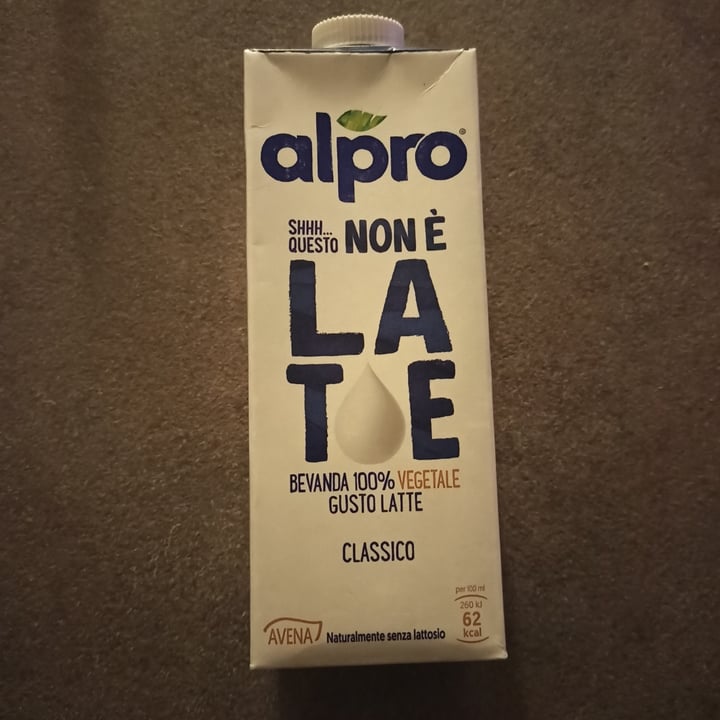 alpro®
SHHH...
QUESTO NON È
LA
T E
BEVANDA 100% VEGETALE
GUSTO LATTE
CLASSICO
per 100 ml
260 kJ
62
kcal
AVENA Naturalmente senza lattosio